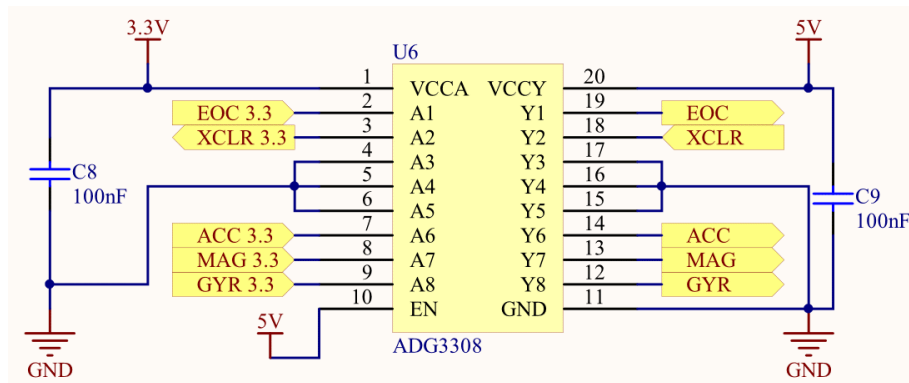 3.3V
5V
U6
1 VCCA VCCY 20
EOC 3.3 2 A1 Y1 19 EOC
XCLR 3.3 3 A2 Y2 18 XCLR
4 A3 Y3 17
C8 5 A4 Y4 16 C9
100nF 6 A5 Y5 15 100nF
ACC 3.3 7 A6 Y6 14 ACC
MAG 3.3 8 A7 Y7 13 MAG
GYR 3.3 9 A8 Y8 12 GYR
10 EN GND 11
5V
ADG3308
GND
GND